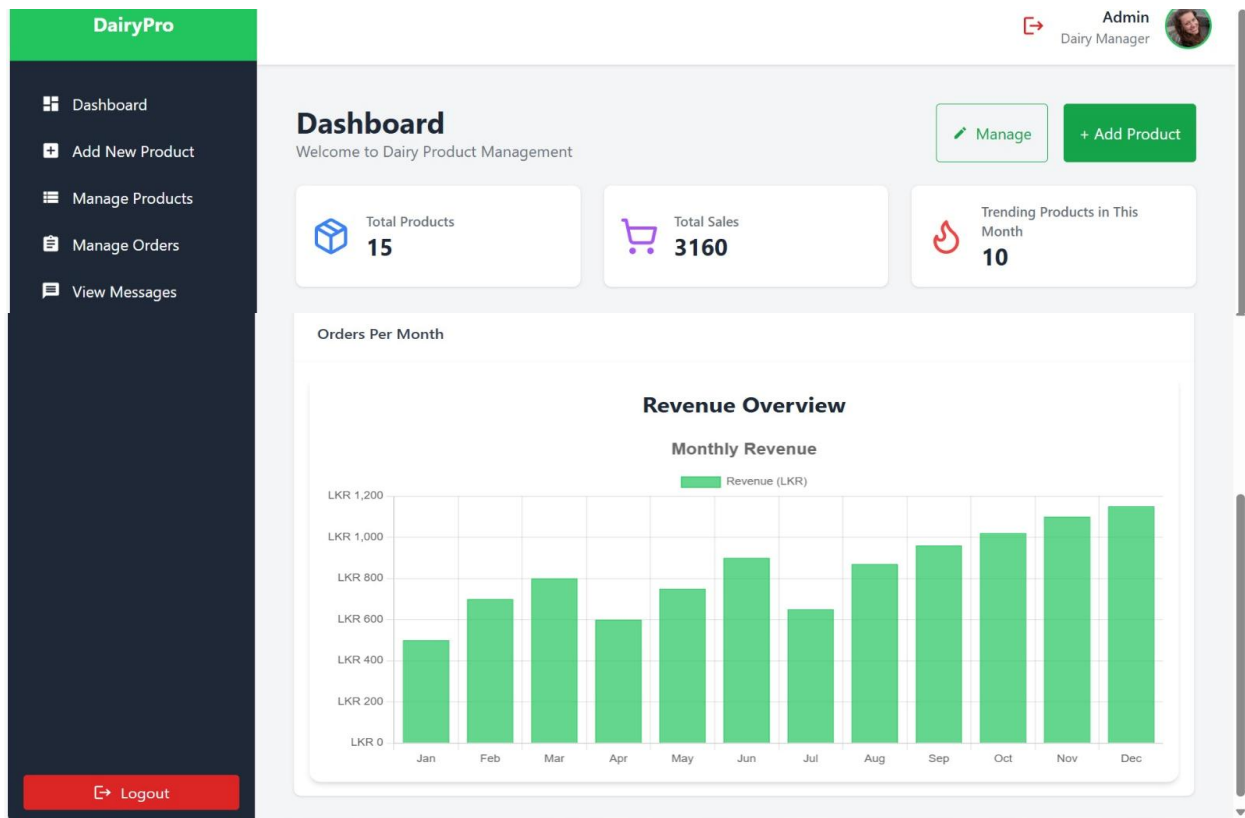 DairyPro
Admin
Dairy Manager
Dashboard
Add New Product
Manage Products
Manage Orders
View Messages
Logout
Dashboard
Welcome to Dairy Product Management
Manage
+ Add Product
Total Products
15
Total Sales
3160
Trending Products in This
Month
10
Orders Per Month
Revenue Overview
Monthly Revenue
Revenue (LKR)
LKR 1,200
LKR 1,000
LKR 800
LKR 600
LKR 400
LKR 200
LKR 0
Jan Feb Mar Apr May Jun Jul Aug Sep Oct Nov Dec